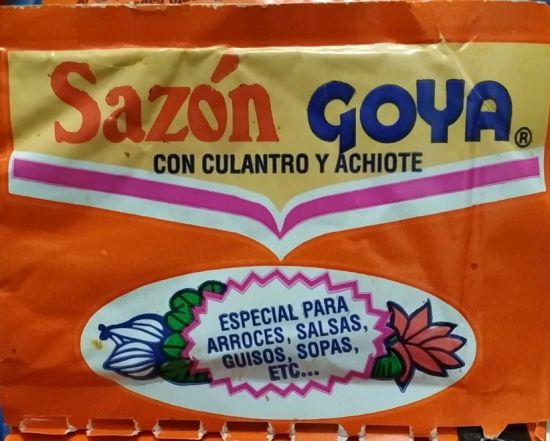 Sazón GOYA®
CON CULANTRO Y ACHIOTE
ESPECIAL PARA
ARROCES, SALSAS,
GUISOS, SOPAS,
ETC...